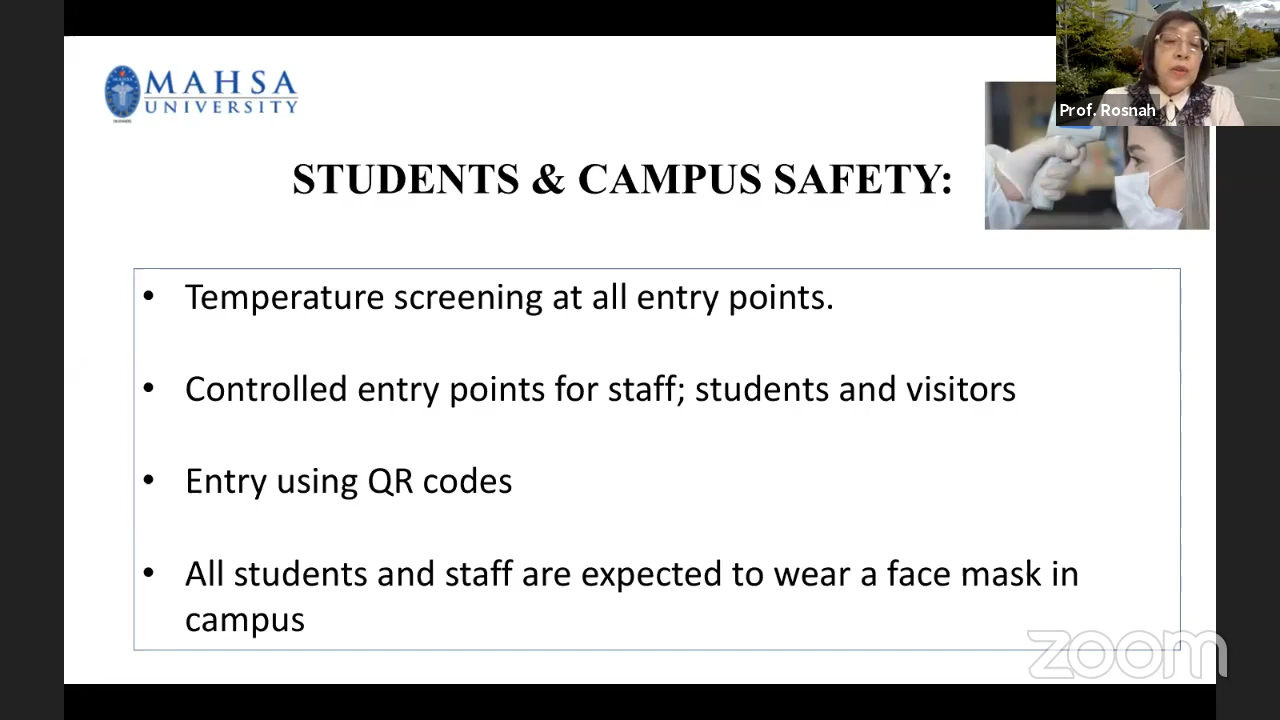 MAHSA
UNIVERSITY
Prof. Rosnah
STUDENTS & CAMPUS SAFETY:
• Temperature screening at all entry points.
• Controlled entry points for staff; students and visitors
• Entry using QR codes
• All students and staff are expected to wear a face mask in
campus
zoom